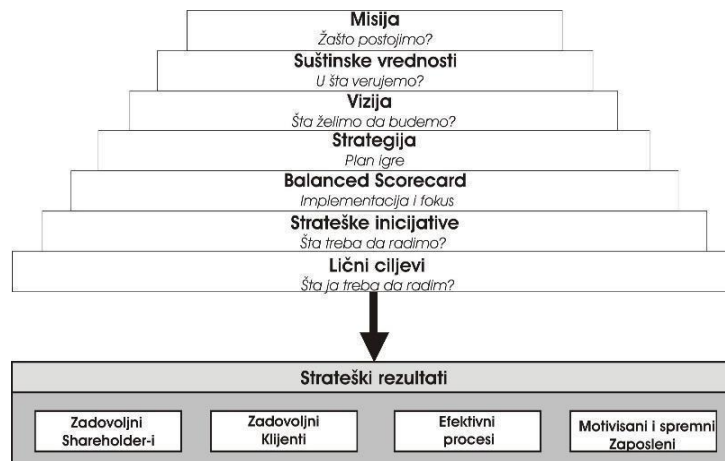 Misija
Žašto postojimo?
Suštinske vrednosti
U šta verujemo?
Vizija
Šta želimo da budemo?
Strategija
Plan igre
Balanced Scorecard
Implementacija i fokus
Strateške inicijative
Šta treba da radimo?
Lični ciljevi
Šta ja treba da radim?
Strateški rezultati
Zadovoljni
Shareholder-i
Zadovoljni
Klijenti
Efektivni
procesi
Motivisani i spremni
Zaposleni